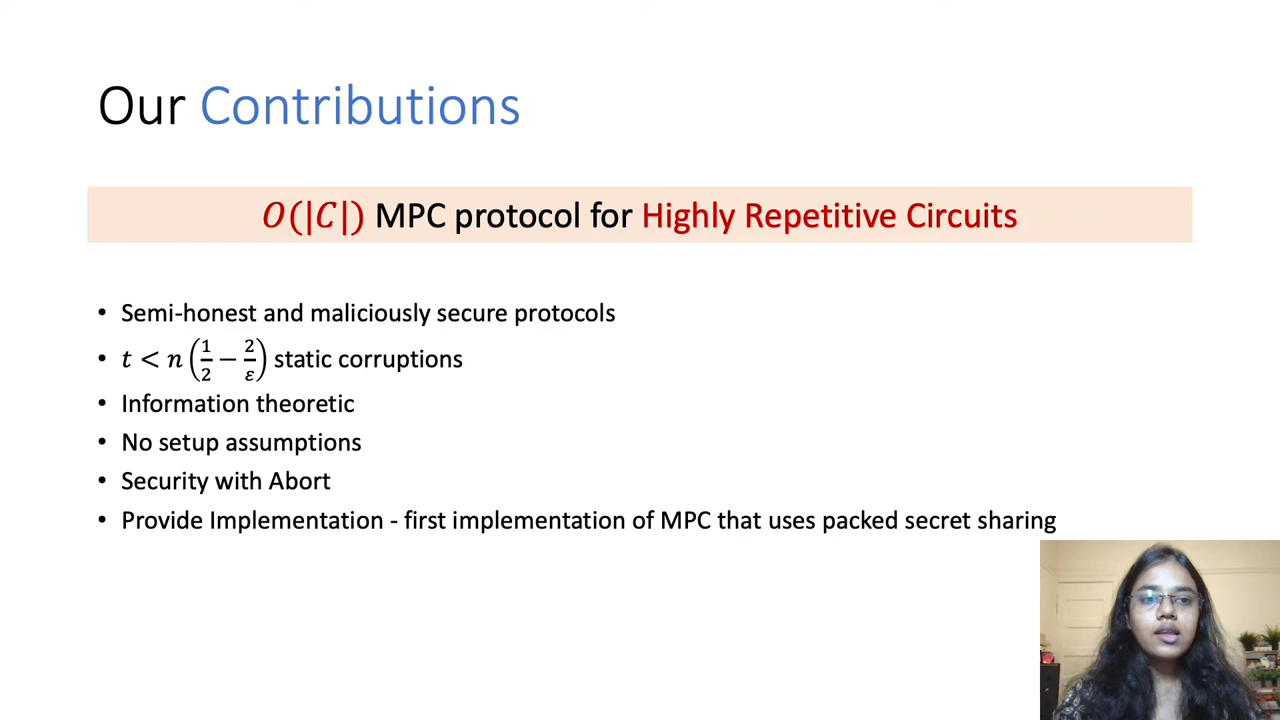 Our Contributions
O(|C|) MPC protocol for Highly Repetitive Circuits
• Semi-honest and maliciously secure protocols
• t < n(1/2 − 2/ε) static corruptions
• Information theoretic
• No setup assumptions
• Security with Abort
• Provide Implementation - first implementation of MPC that uses packed secret sharing